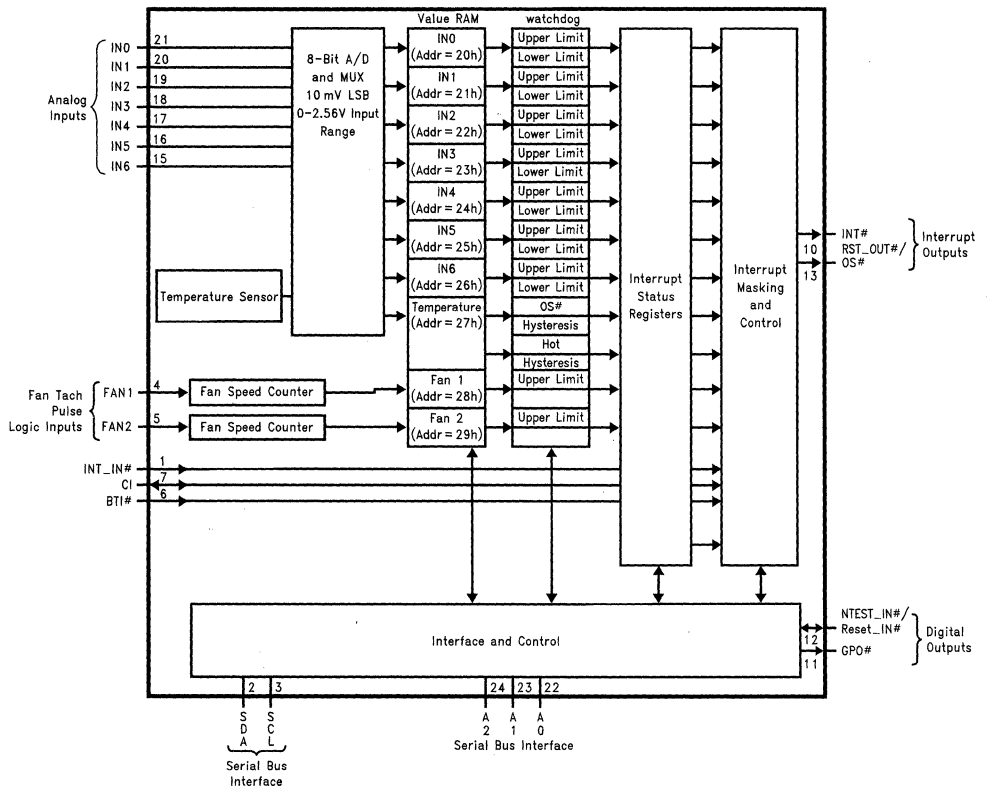 Value RAM
watchdog
Analog
Inputs
IN0
IN1
IN2
IN3
IN4
IN5
IN6
21
20
19
18
17
16
15
8-Bit A/D
and MUX
10 mV LSB
0-2.56V Input
Range
Temperature Sensor
IN0
(Addr = 20h)
IN1
(Addr = 21h)
IN2
(Addr = 22h)
IN3
(Addr = 23h)
IN4
(Addr = 24h)
IN5
(Addr = 25h)
IN6
(Addr = 26h)
Temperature
(Addr = 27h)
Fan 1
(Addr = 28h)
Fan 2
(Addr = 29h)
Upper Limit
Lower Limit
Upper Limit
Lower Limit
Upper Limit
Lower Limit
Upper Limit
Lower Limit
Upper Limit
Lower Limit
Upper Limit
Lower Limit
Upper Limit
Lower Limit
OS#
Hysteresis
Hot
Hysteresis
Upper Limit
Upper Limit
Interrupt
Status
Registers
Interrupt
Masking
and
Control
INT#
10
RST_OUT#/
OS#
13
Interrupt
Outputs
Fan Tach
Pulse
Logic Inputs
FAN1
FAN2
4
5
Fan Speed Counter
Fan Speed Counter
INT_IN#
1
CI
7
BTI#
6
Interface and Control
NTEST_IN#/
Reset_IN#
12
GPO#
11
Digital
Outputs
2
3
24
23
22
SDA
SCL
A2
A1
A0
Serial Bus Interface
Serial Bus
Interface